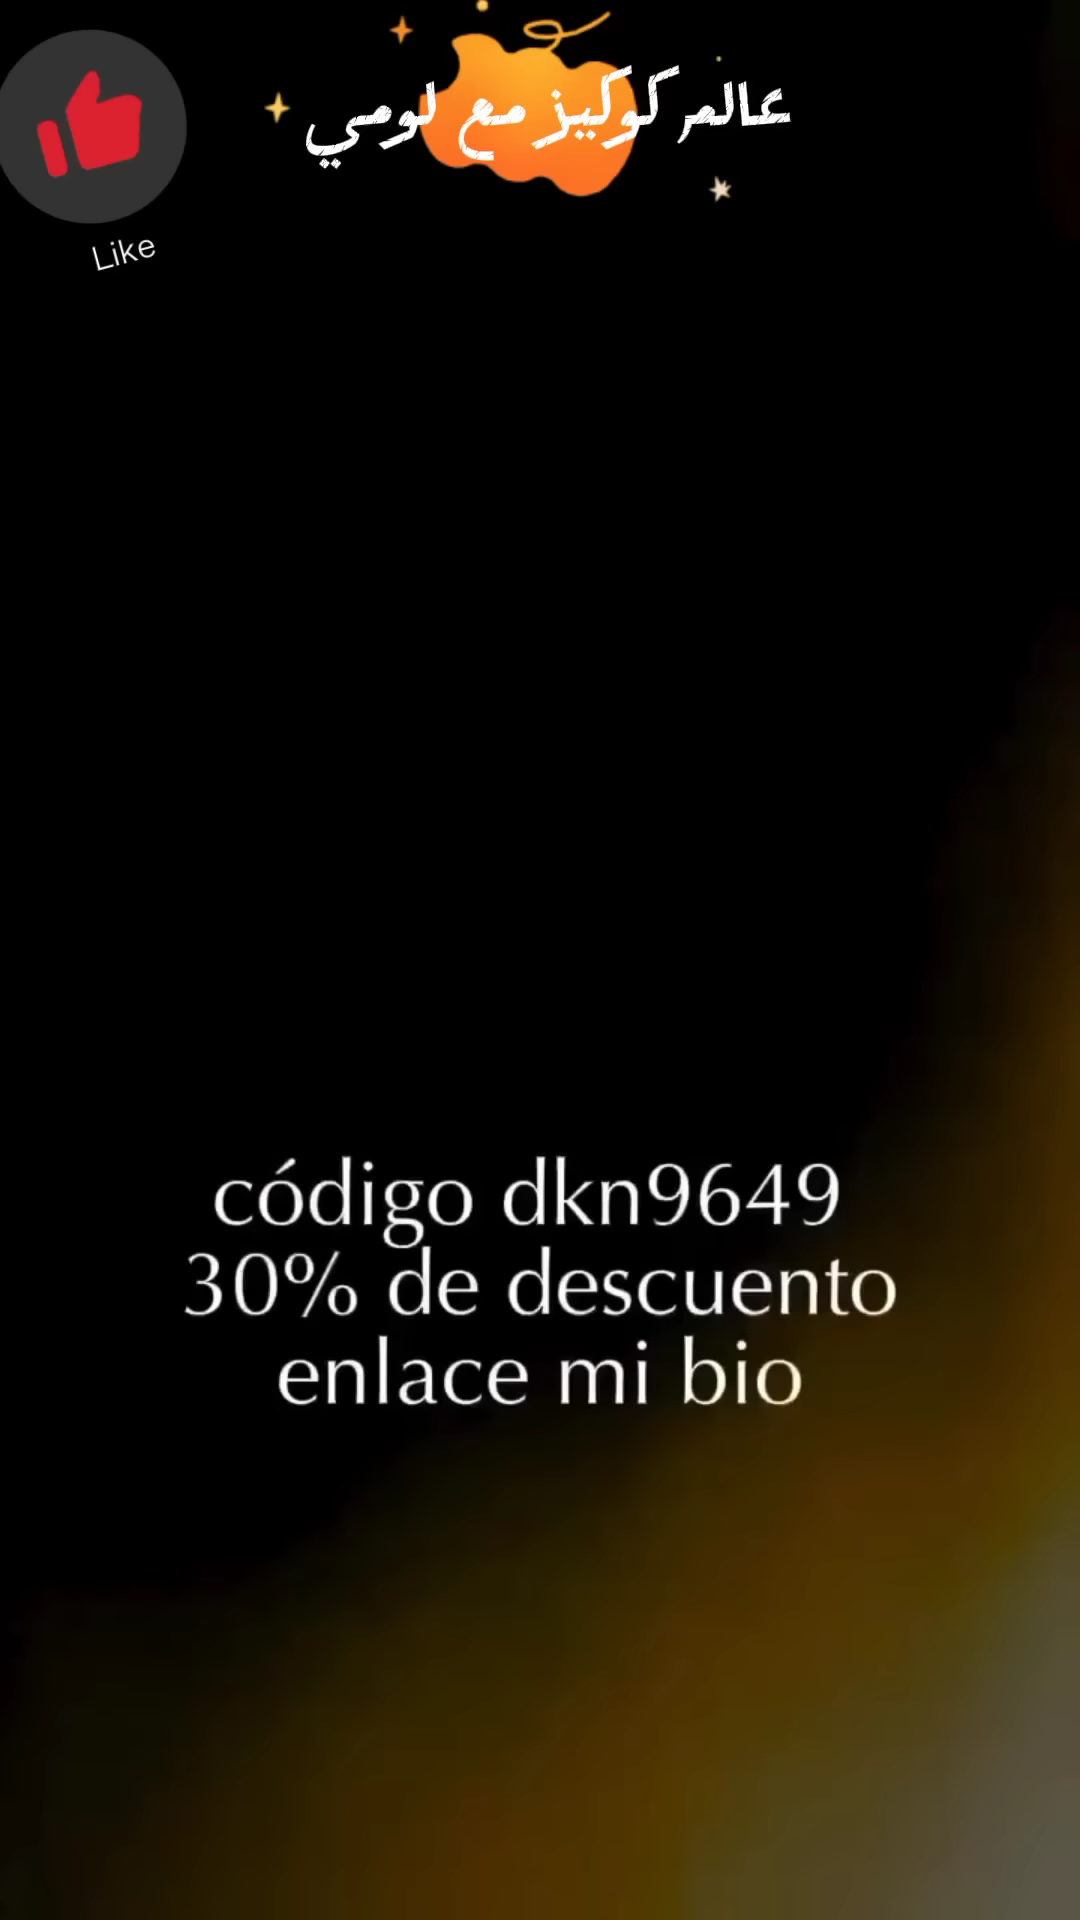 عالم كوكيز مع لومي
Like
código dkn9649
30% de descuento
enlace mi bio